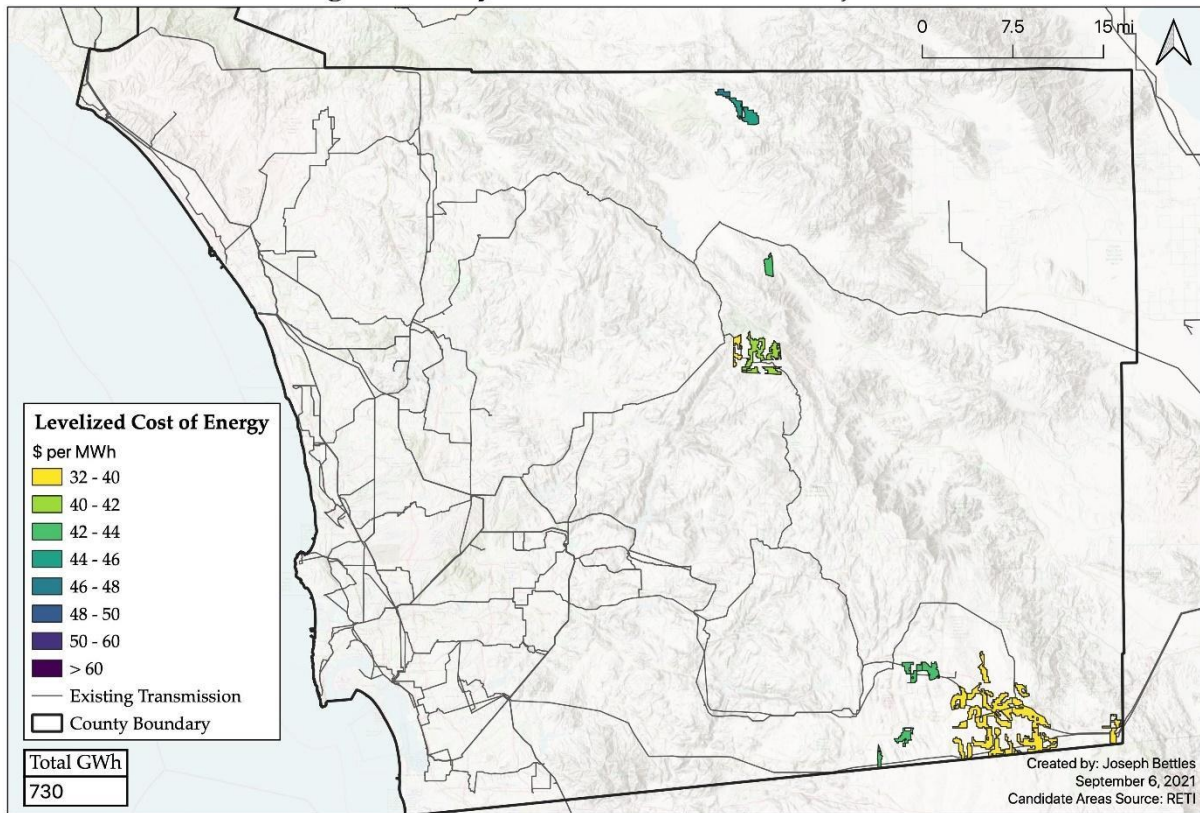 0 7.5 15 mi
Levelized Cost of Energy
$ per MWh
32 - 40
40 - 42
42 - 44
44 - 46
46 - 48
48 - 50
50 - 60
> 60
Existing Transmission
County Boundary
Total GWh
730
Created by: Joseph Bettles
September 6, 2021
Candidate Areas Source: RETI